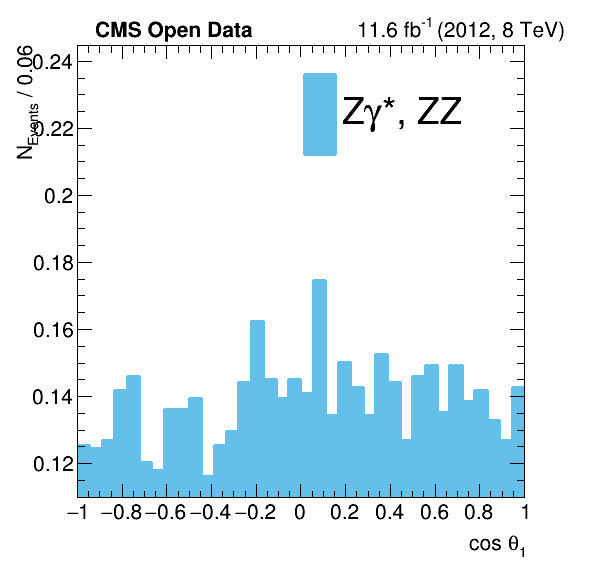 CMS Open Data 11.6 fb⁻¹ (2012, 8 TeV)
N_Events / 0.06
Zγ*, ZZ
0.24
0.22
0.2
0.18
0.16
0.14
0.12
−1 −0.8 −0.6 −0.4 −0.2 0 0.2 0.4 0.6 0.8 1
cos θ₁